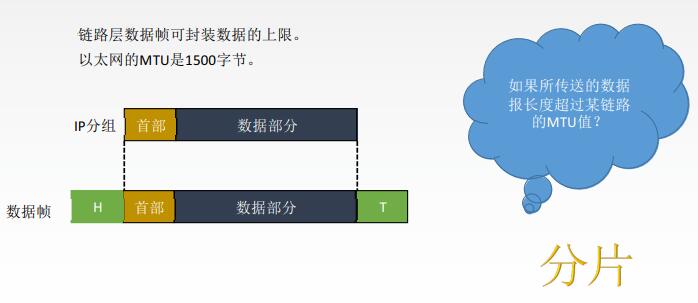 链路层数据帧可封装数据的上限。
以太网的MTU是1500字节。
如果所传送的数据
报长度超过某链路
的MTU值？
IP分组
首部
数据部分
数据帧
H
首部
数据部分
T
分片